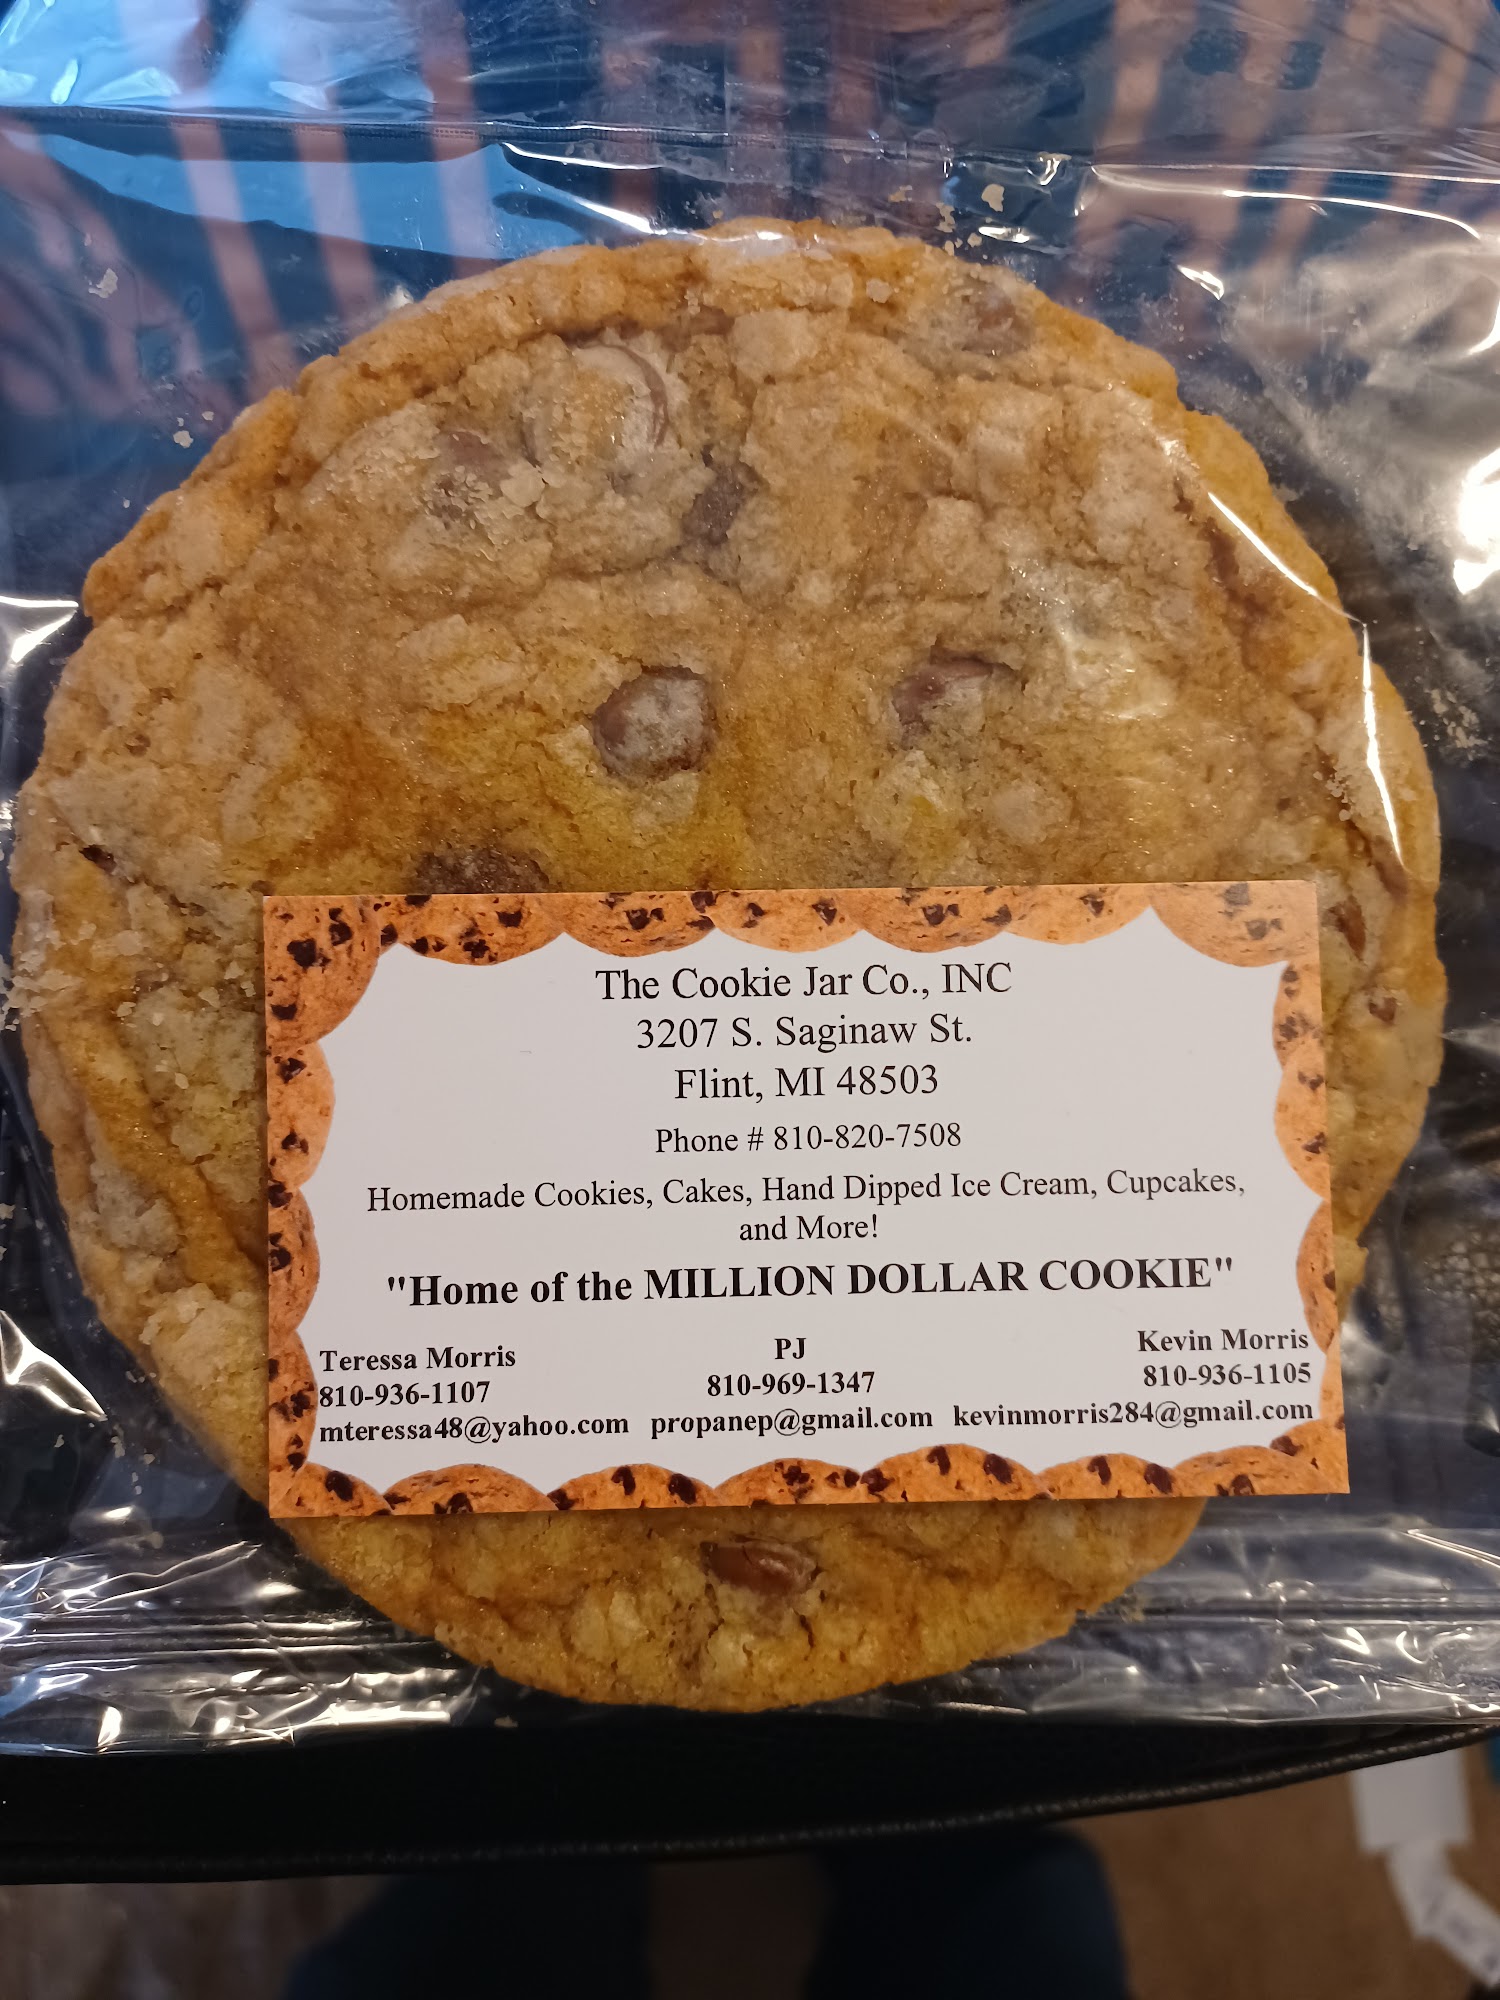 The Cookie Jar Co., INC
3207 S. Saginaw St.
Flint, MI 48503
Phone # 810-820-7508
Homemade Cookies, Cakes, Hand Dipped Ice Cream, Cupcakes,
and More!
"Home of the MILLION DOLLAR COOKIE"
Teressa Morris
810-936-1107
mteressa48@yahoo.com
PJ
810-969-1347
propanep@gmail.com
Kevin Morris
810-936-1105
kevinmorris284@gmail.com